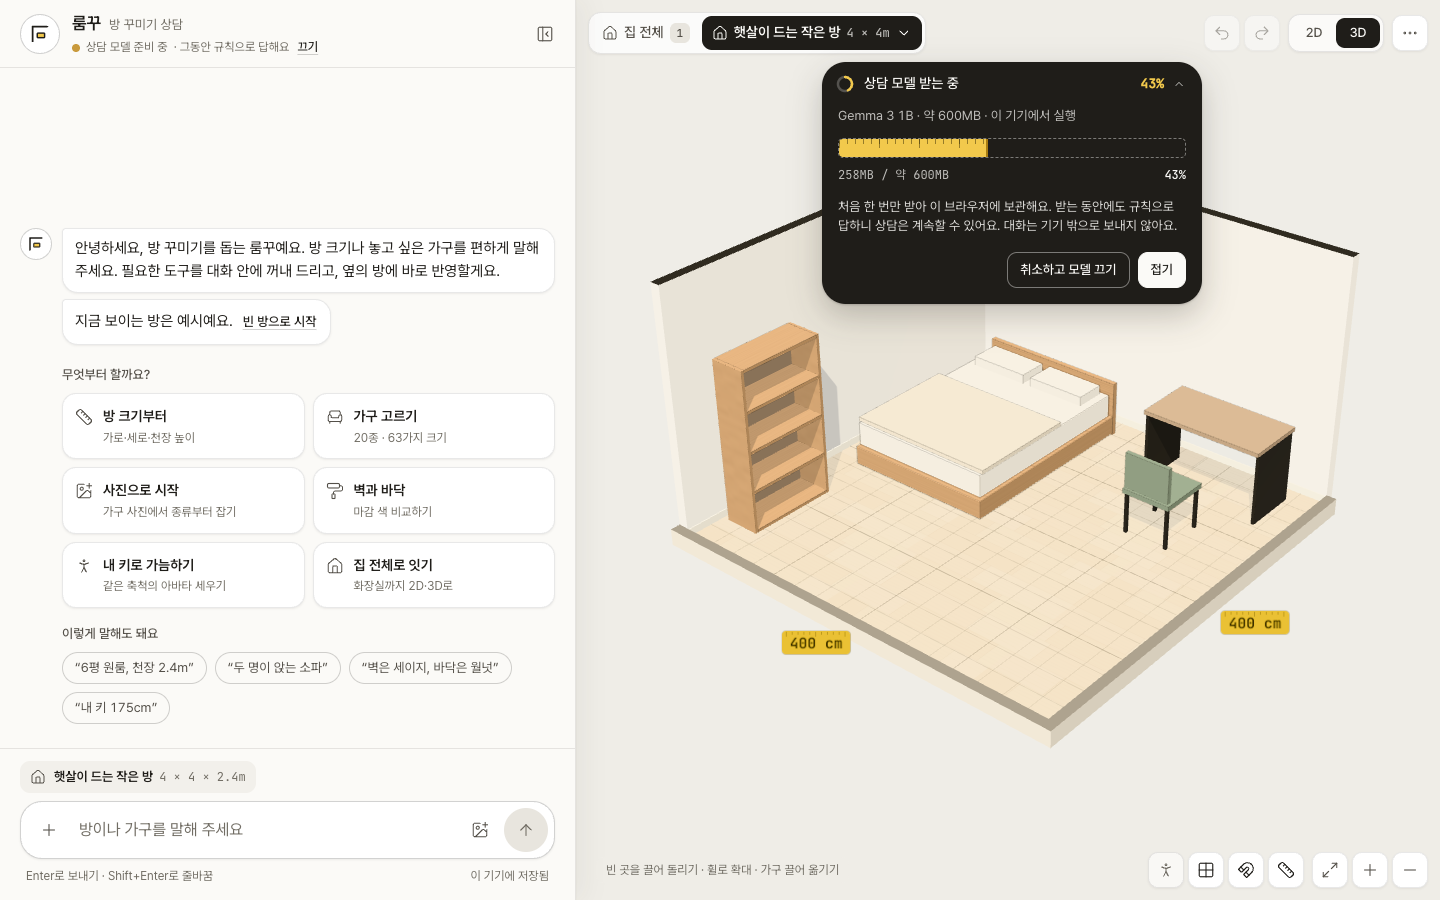 룸꾸 방 꾸미기 상담
상담 모델 준비 중 · 그동안 규칙으로 답해요 끄기
안녕하세요, 방 꾸미기를 돕는 룸꾸예요. 방 크기나 놓고 싶은 가구를 편하게 말해
주세요. 필요한 도구를 대화 안에 꺼내 드리고, 옆의 방에 바로 반영할게요.
지금 보이는 방은 예시예요. 빈 방으로 시작
무엇부터 할까요?
방 크기부터
가로·세로·천장 높이
가구 고르기
20종 · 63가지 크기
사진으로 시작
가구 사진에서 종류부터 잡기
벽과 바닥
마감 색 비교하기
내 키로 가늠하기
같은 축척의 아바타 세우기
집 전체로 잇기
화장실까지 2D·3D로
이렇게 말해도 돼요
“6평 원룸, 천장 2.4m”
“두 명이 앉는 소파”
“벽은 세이지, 바닥은 월넛”
“내 키 175cm”
햇살이 드는 작은 방 4 × 4 × 2.4m
방이나 가구를 말해 주세요
Enter로 보내기 · Shift+Enter로 줄바꿈
이 기기에 저장됨
집 전체 1
햇살이 드는 작은 방 4 × 4m
2D
3D
상담 모델 받는 중
43%
Gemma 3 1B · 약 600MB · 이 기기에서 실행
258MB / 약 600MB
43%
처음 한 번만 받아 이 브라우저에 보관해요. 받는 동안에도 규칙으로
답하니 상담은 계속할 수 있어요. 대화는 기기 밖으로 보내지 않아요.
취소하고 모델 끄기
접기
400 cm
400 cm
빈 곳을 끌어 돌리기 · 휠로 확대 · 가구 끌어 옮기기